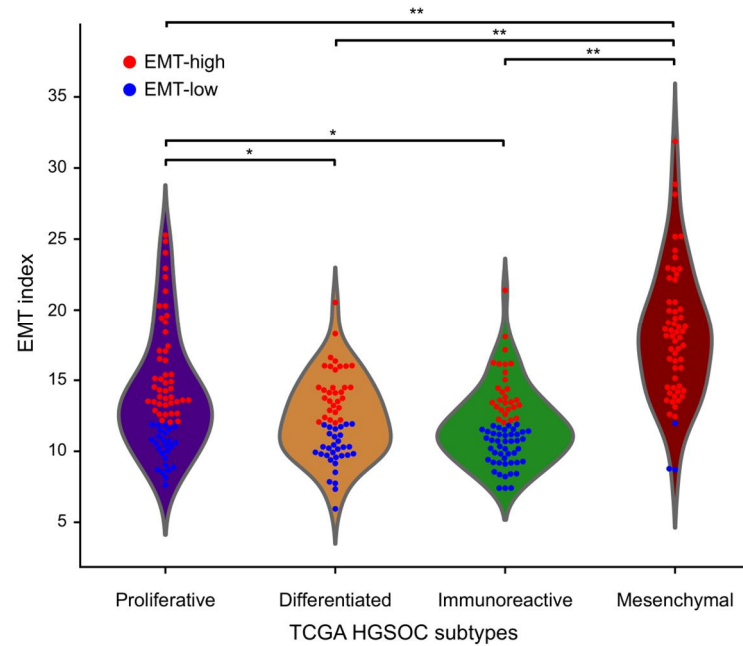 **
**
**
EMT-high
EMT-low
*
*
35
30
25
20
15
10
5
EMT index
Proliferative Differentiated Immunoreactive Mesenchymal
TCGA HGSOC subtypes